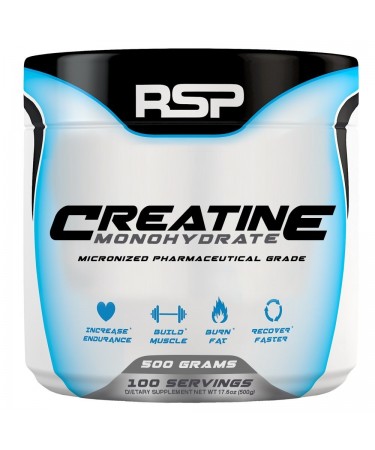 RSP
CREATINE
MONOHYDRATE
MICRONIZED PHARMACEUTICAL GRADE
INCREASE* BUILD* BURN* RECOVER*
ENDURANCE MUSCLE FAT FASTER
500 GRAMS
100 SERVINGS
DIETARY SUPPLEMENT NET WT 17.6oz (500g)